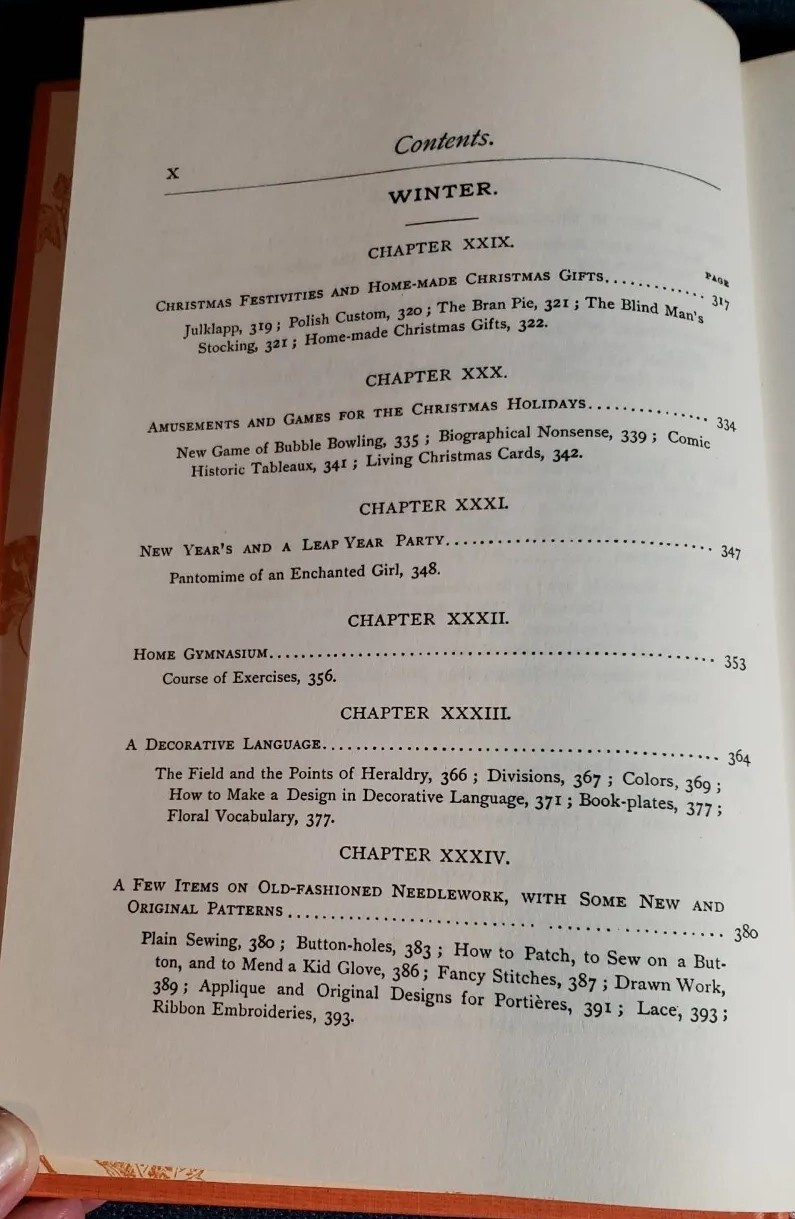 Contents.
X
WINTER.
CHAPTER XXIX.
PAGE
CHRISTMAS FESTIVITIES AND HOME-MADE CHRISTMAS GIFTS............ 317
Julklapp, 319; Polish Custom, 320; The Bran Pie, 321; The Blind Man's
Stocking, 321; Home-made Christmas Gifts, 322.
CHAPTER XXX.
AMUSEMENTS AND GAMES FOR THE CHRISTMAS HOLIDAYS............... 334
New Game of Bubble Bowling, 335; Biographical Nonsense, 339; Comic
Historic Tableaux, 341; Living Christmas Cards, 342.
CHAPTER XXXI.
NEW YEAR'S AND A LEAP YEAR PARTY................................. 347
Pantomime of an Enchanted Girl, 348.
CHAPTER XXXII.
HOME GYMNASIUM....................................................... 353
Course of Exercises, 356.
CHAPTER XXXIII.
A DECORATIVE LANGUAGE................................................ 364
The Field and the Points of Heraldry, 366; Divisions, 367; Colors, 369;
How to Make a Design in Decorative Language, 371; Book-plates, 377;
Floral Vocabulary, 377.
CHAPTER XXXIV.
A FEW ITEMS ON OLD-FASHIONED NEEDLEWORK, WITH SOME NEW AND
ORIGINAL PATTERNS..................................................... 380
Plain Sewing, 380; Button-holes, 383; How to Patch, to Sew on a But-
ton, and to Mend a Kid Glove, 386; Fancy Stitches, 387; Drawn Work,
389; Applique and Original Designs for Portières, 391; Lace, 393;
Ribbon Embroideries, 393.